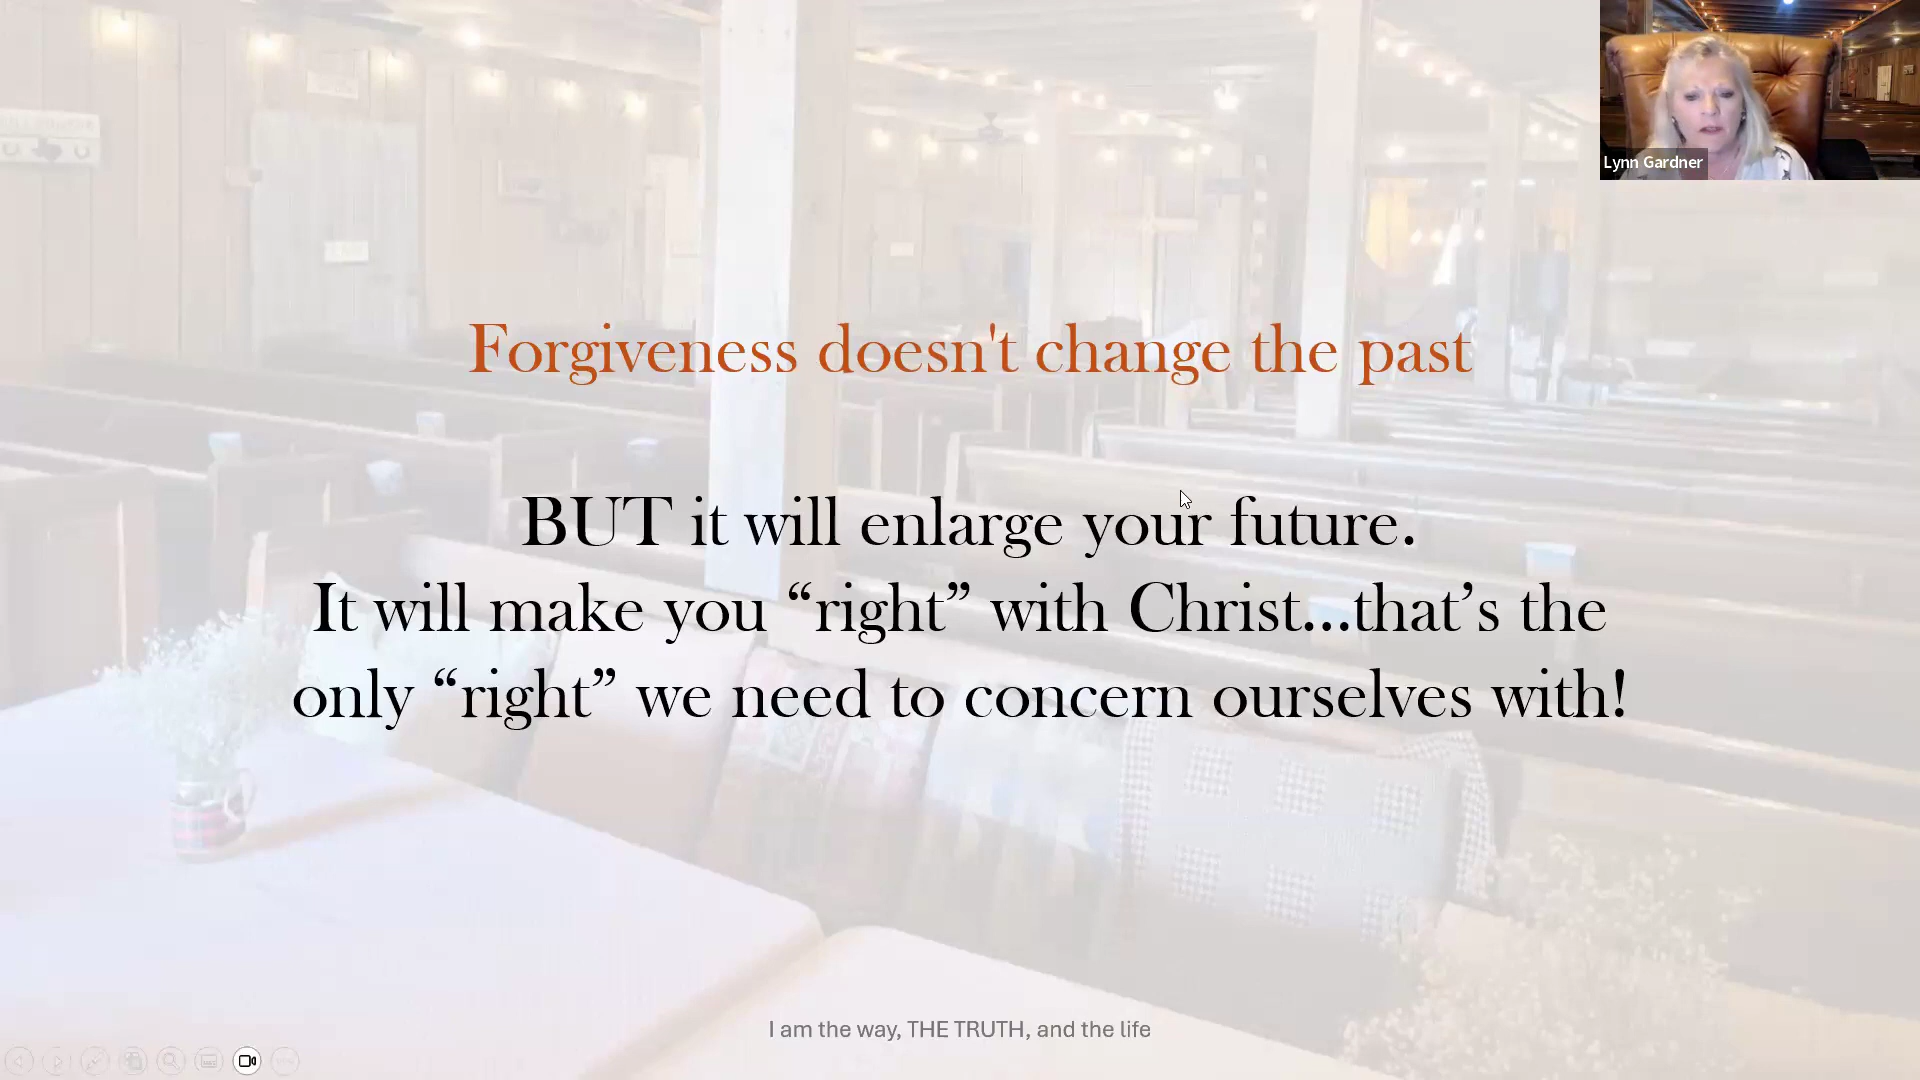 Lynn Gardner
Forgiveness doesn't change the past
BUT it will enlarge your future.
It will make you “right” with Christ...that’s the
only “right” we need to concern ourselves with!
I am the way, THE TRUTH, and the life